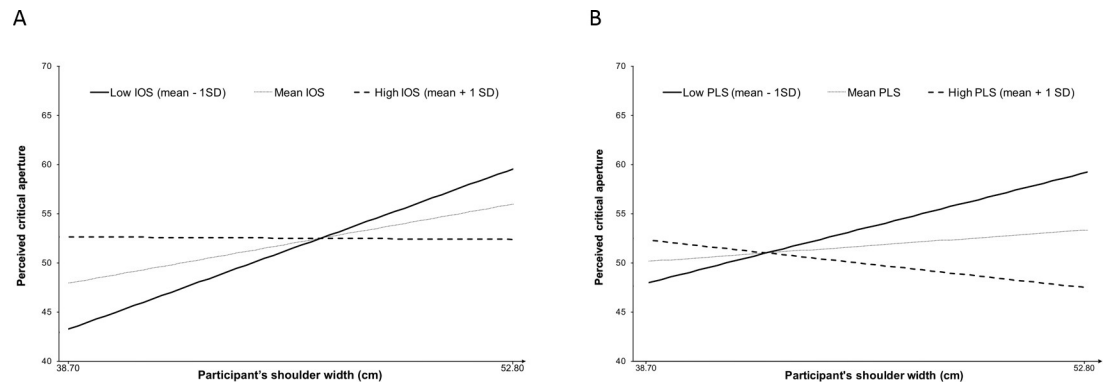 A
70
65
60
55
50
45
40
Perceived critical aperture
Low IOS (mean - 1SD) Mean IOS High IOS (mean + 1 SD)
38.70 52.80
Participant's shoulder width (cm)
B
70
65
60
55
50
45
40
Perceived critical aperture
Low PLS (mean - 1SD) Mean PLS High PLS (mean + 1 SD)
38.70 52.80
Participant's shoulder width (cm)